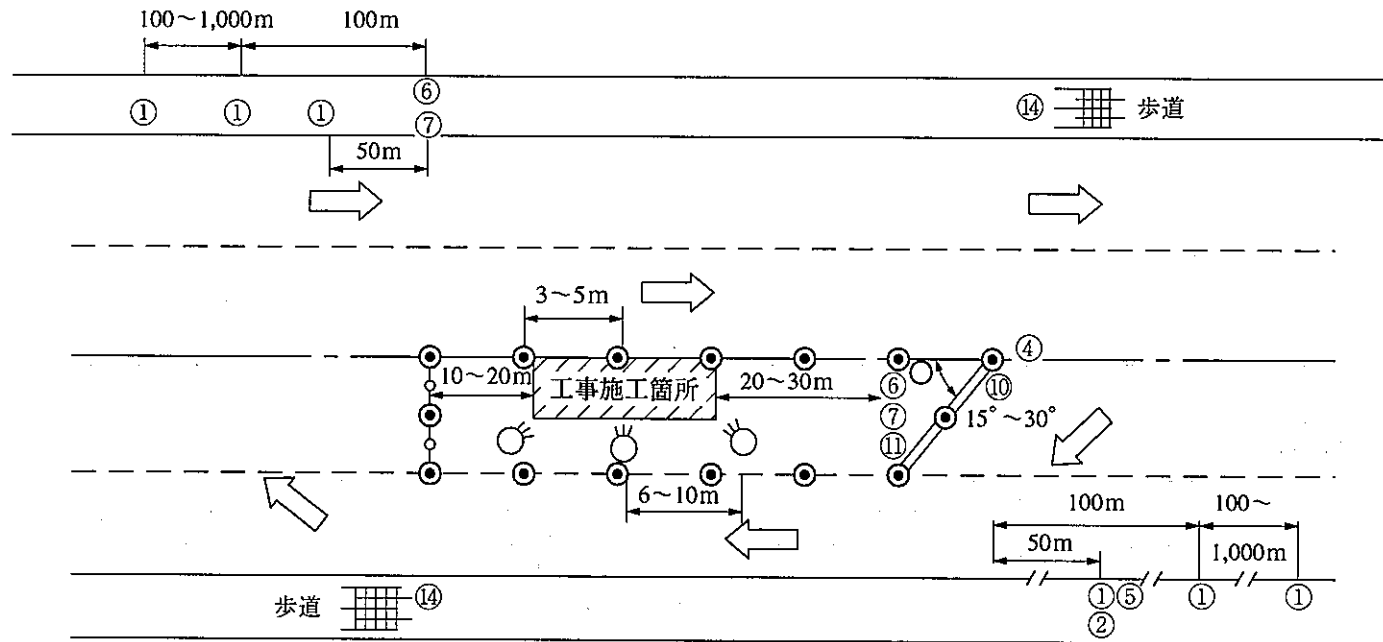 100～1,000m 100m
⑥
① ① ① ⑦
⑭ 歩道
50m
3～5m
④
10～20m 工事施工箇所 20～30m ⑥ ⑩
⑦ 15°～30°
⑪
6～10m
100m 100～
50m 1,000m
歩道 ⑭ ① ⑤ ① ①
②